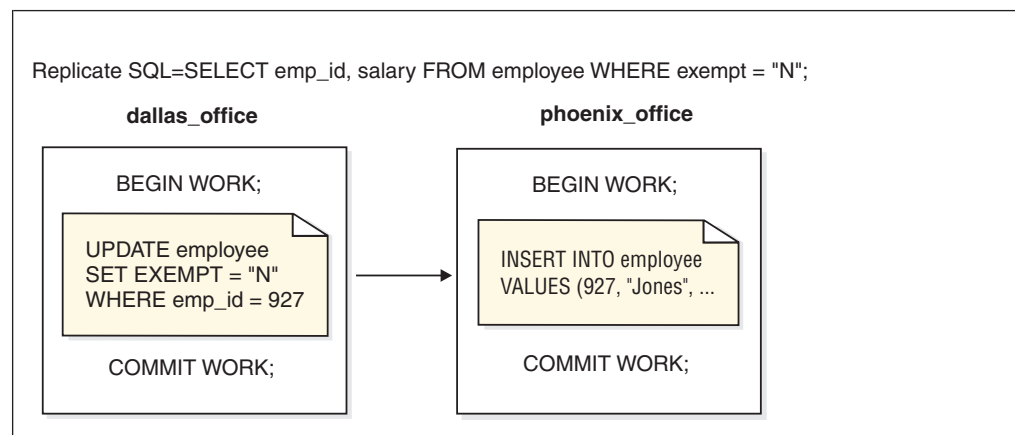 Replicate SQL=SELECT emp_id, salary FROM employee WHERE exempt = "N";
dallas_office
BEGIN WORK;
UPDATE employee
SET EXEMPT = "N"
WHERE emp_id = 927
COMMIT WORK;
phoenix_office
BEGIN WORK;
INSERT INTO employee
VALUES (927, "Jones", ...
COMMIT WORK;